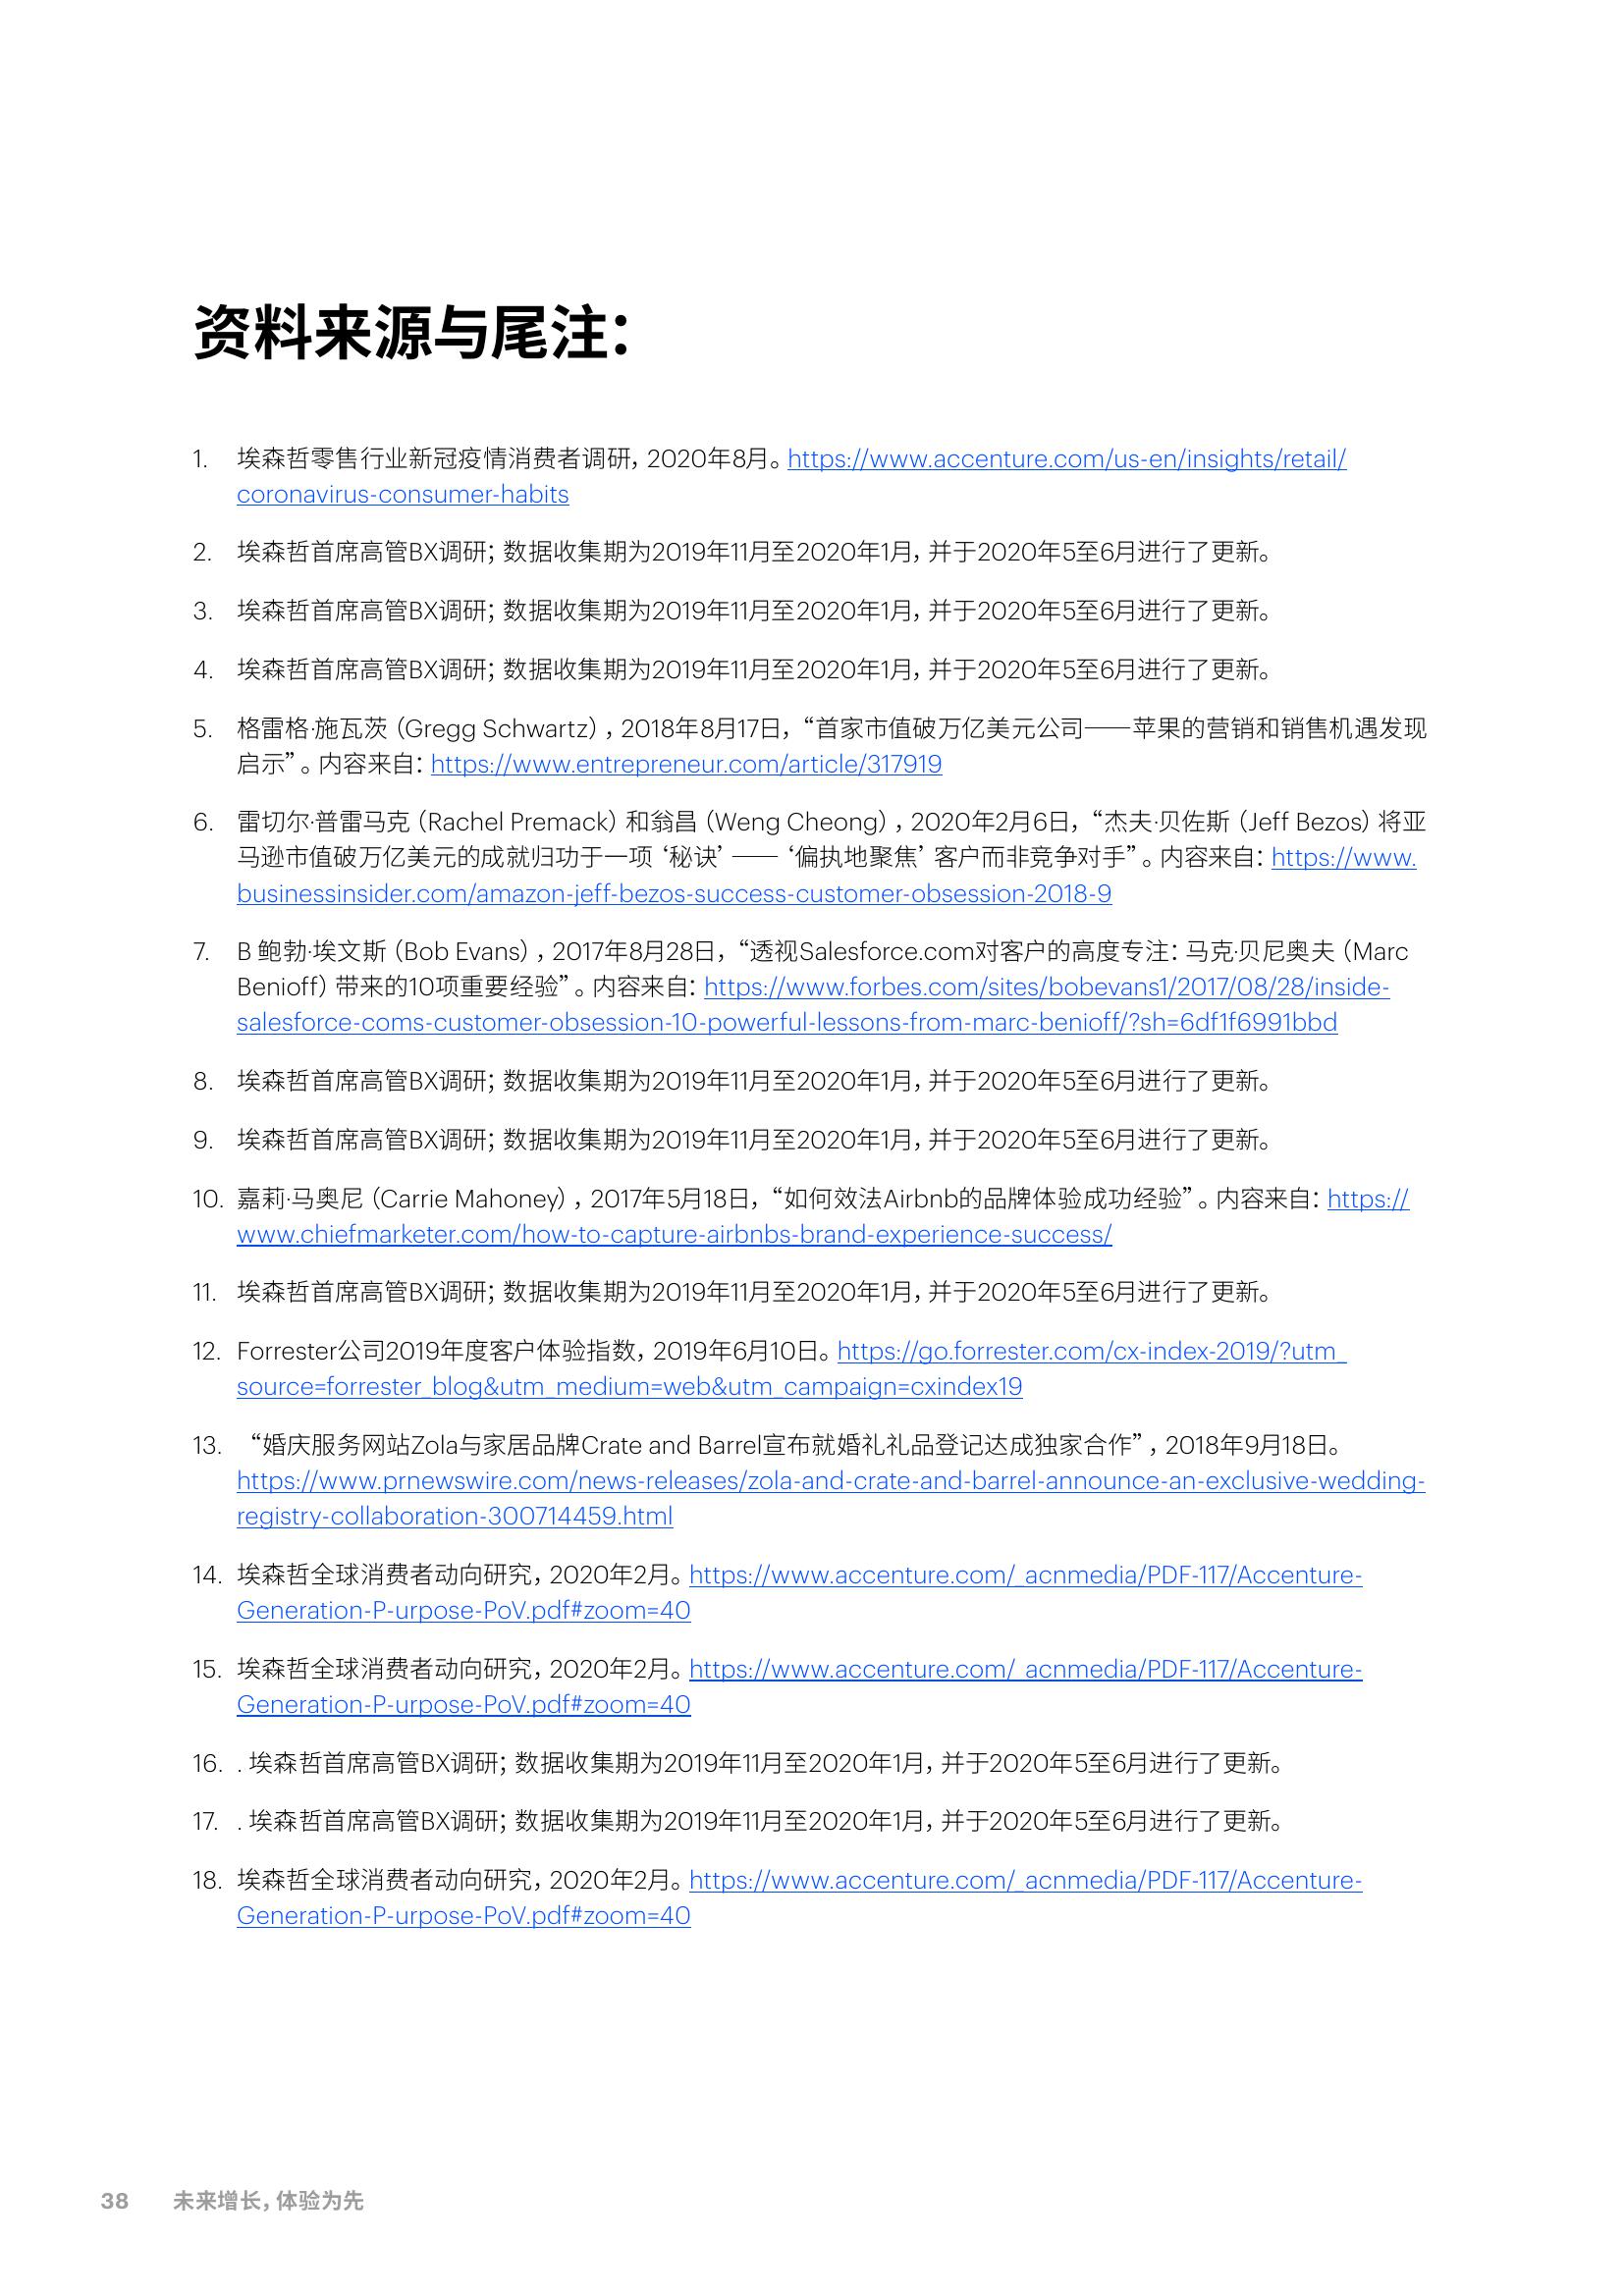 资料来源与尾注：
1. 埃森哲零售行业新冠疫情消费者调研，2020年8月。https://www.accenture.com/us-en/insights/retail/
coronavirus-consumer-habits
2. 埃森哲首席高管BX调研；数据收集期为2019年11月至2020年1月，并于2020年5至6月进行了更新。
3. 埃森哲首席高管BX调研；数据收集期为2019年11月至2020年1月，并于2020年5至6月进行了更新。
4. 埃森哲首席高管BX调研；数据收集期为2019年11月至2020年1月，并于2020年5至6月进行了更新。
5. 格雷格·施瓦茨（Gregg Schwartz），2018年8月17日，“首家市值破万亿美元公司——苹果的营销和销售机遇发现
启示”。内容来自：https://www.entrepreneur.com/article/317919
6. 雷切尔·普雷马克（Rachel Premack）和翁昌（Weng Cheong），2020年2月6日，“杰夫·贝佐斯（Jeff Bezos）将亚
马逊市值破万亿美元的成就归功于一项‘秘诀’——‘偏执地聚焦’客户而非竞争对手”。内容来自：https://www.
businessinsider.com/amazon-jeff-bezos-success-customer-obsession-2018-9
7. B 鲍勃·埃文斯（Bob Evans），2017年8月28日，“透视Salesforce.com对客户的高度专注：马克·贝尼奥夫（Marc
Benioff）带来的10项重要经验”。内容来自：https://www.forbes.com/sites/bobevans1/2017/08/28/inside-
salesforce-coms-customer-obsession-10-powerful-lessons-from-marc-benioff/?sh=6df1f6991bbd
8. 埃森哲首席高管BX调研；数据收集期为2019年11月至2020年1月，并于2020年5至6月进行了更新。
9. 埃森哲首席高管BX调研；数据收集期为2019年11月至2020年1月，并于2020年5至6月进行了更新。
10. 嘉莉·马奥尼（Carrie Mahoney），2017年5月18日，“如何效法Airbnb的品牌体验成功经验”。内容来自：https://
www.chiefmarketer.com/how-to-capture-airbnbs-brand-experience-success/
11. 埃森哲首席高管BX调研；数据收集期为2019年11月至2020年1月，并于2020年5至6月进行了更新。
12. Forrester公司2019年度客户体验指数，2019年6月10日。https://go.forrester.com/cx-index-2019/?utm_
source=forrester_blog&utm_medium=web&utm_campaign=cxindex19
13. “婚庆服务网站Zola与家居品牌Crate and Barrel宣布就婚礼礼品登记达成独家合作”，2018年9月18日。
https://www.prnewswire.com/news-releases/zola-and-crate-and-barrel-announce-an-exclusive-wedding-
registry-collaboration-300714459.html
14. 埃森哲全球消费者动向研究，2020年2月。https://www.accenture.com/_acnmedia/PDF-117/Accenture-
Generation-P-urpose-PoV.pdf#zoom=40
15. 埃森哲全球消费者动向研究，2020年2月。https://www.accenture.com/_acnmedia/PDF-117/Accenture-
Generation-P-urpose-PoV.pdf#zoom=40
16. . 埃森哲首席高管BX调研；数据收集期为2019年11月至2020年1月，并于2020年5至6月进行了更新。
17. . 埃森哲首席高管BX调研；数据收集期为2019年11月至2020年1月，并于2020年5至6月进行了更新。
18. 埃森哲全球消费者动向研究，2020年2月。https://www.accenture.com/_acnmedia/PDF-117/Accenture-
Generation-P-urpose-PoV.pdf#zoom=40
38 未来增长，体验为先